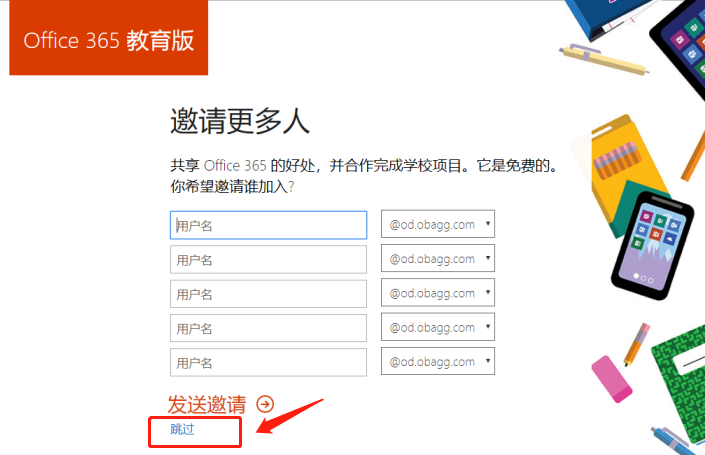 Office 365 教育版
邀请更多人
共享 Office 365 的好处，并合作完成学校项目。它是免费的。
你希望邀请谁加入?
用户名 @od.obagg.com
用户名 @od.obagg.com
用户名 @od.obagg.com
用户名 @od.obagg.com
用户名 @od.obagg.com
发送邀请
跳过